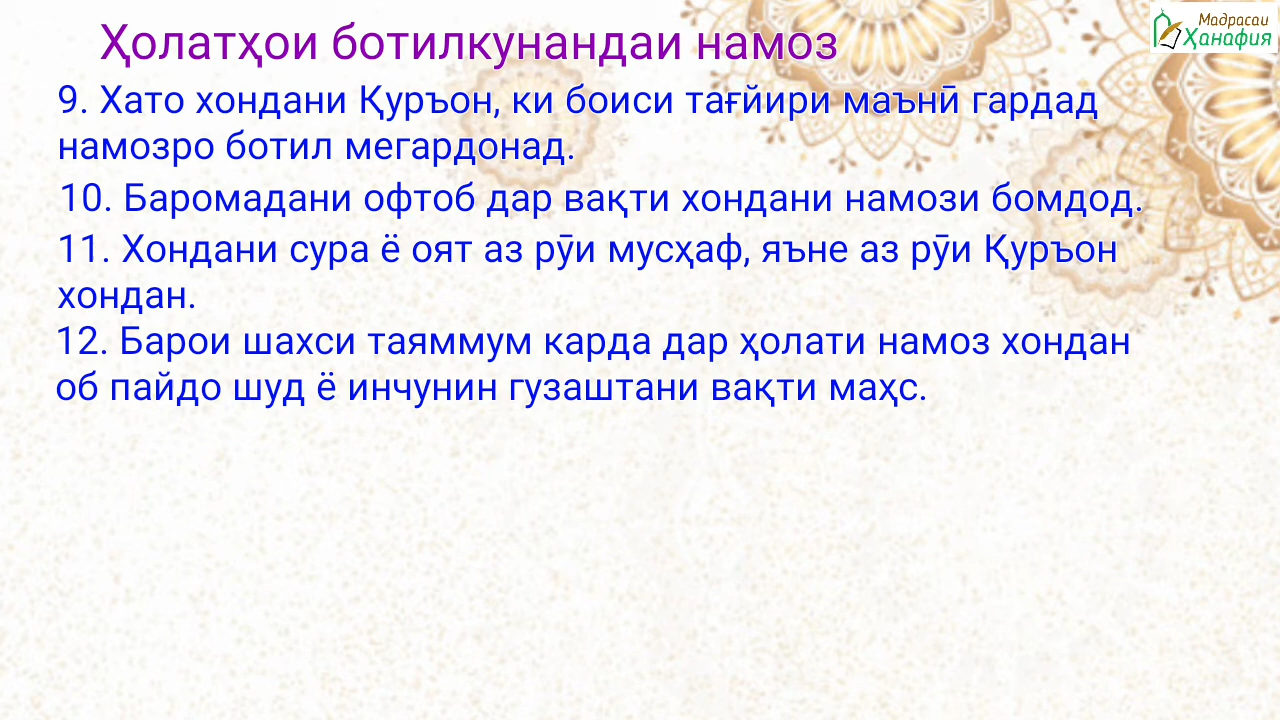 Мадрасаи
Ҳанафия
Ҳолатҳои ботилкунандаи намоз
9. Хато хондани Қуръон, ки боиси тағйири маънӣ гардад
намозро ботил мегардонад.
10. Баромадани офтоб дар вақти хондани намози бомдод.
11. Хондани сура ё оят аз рӯи мусҳаф, яъне аз рӯи Қуръон
хондан.
12. Барои шахси таяммум карда дар ҳолати намоз хондан
об пайдо шуд ё инчунин гузаштани вақти маҳс.